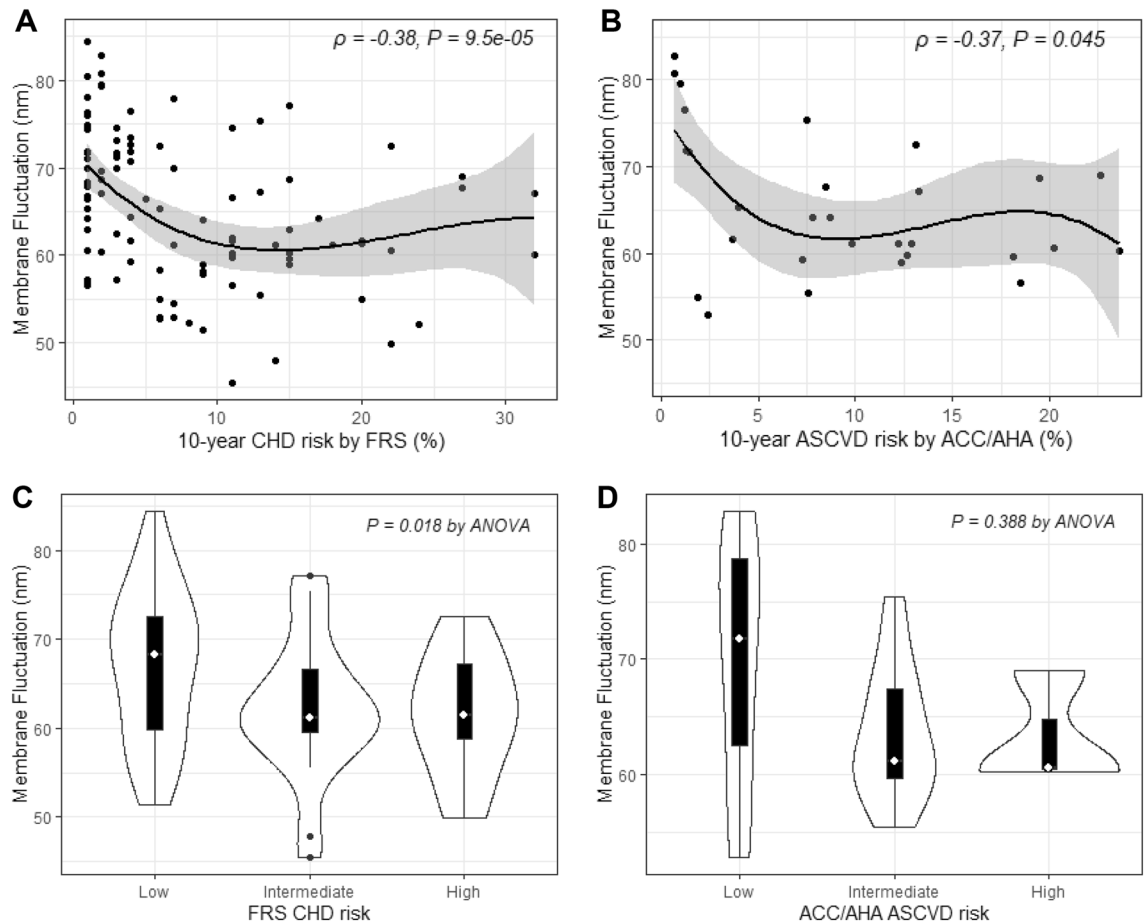 A
ρ = -0.38, P = 9.5e-05
Membrane Fluctuation (nm)
80
70
60
50
0
10
20
30
10-year CHD risk by FRS (%)
B
ρ = -0.37, P = 0.045
Membrane Fluctuation (nm)
80
70
60
50
0
5
10
15
20
10-year ASCVD risk by ACC/AHA (%)
C
P = 0.018 by ANOVA
Membrane Fluctuation (nm)
80
70
60
50
Low
Intermediate
High
FRS CHD risk
D
P = 0.388 by ANOVA
Membrane Fluctuation (nm)
80
70
60
Low
Intermediate
High
ACC/AHA ASCVD risk